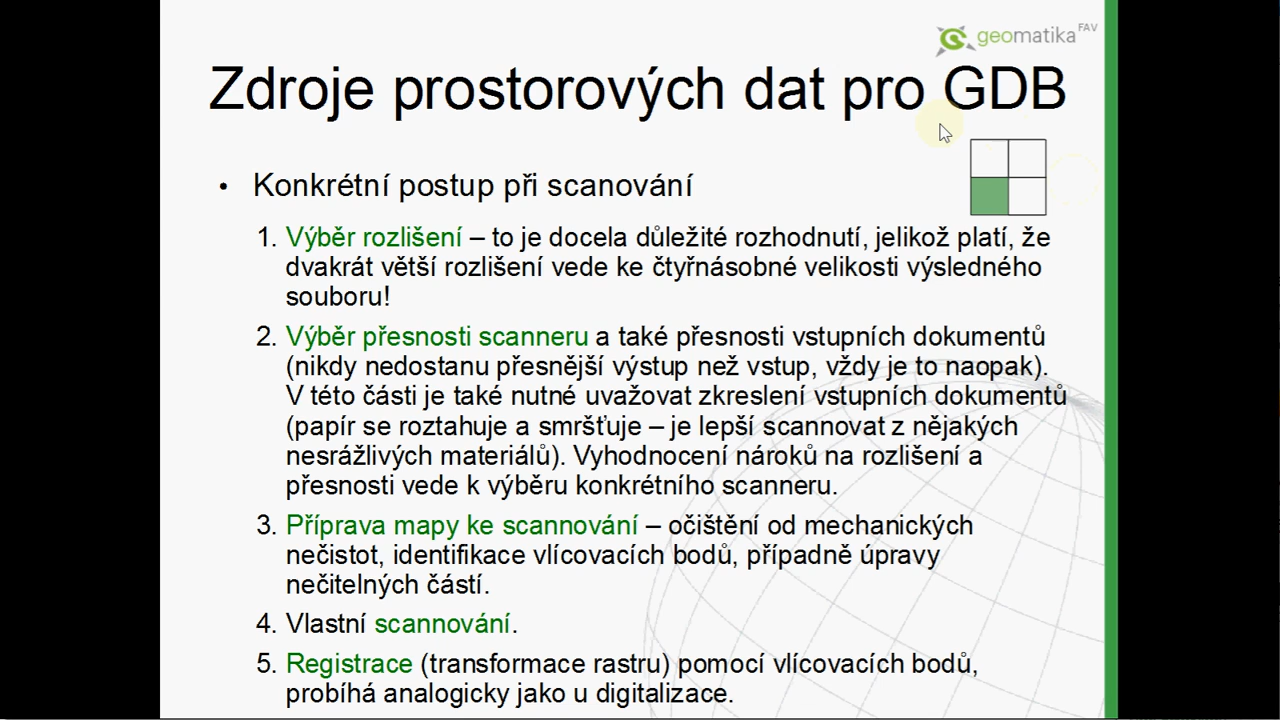 geomatika FAV
Zdroje prostorových dat pro GDB
• Konkrétní postup při scanování
1. Výběr rozlišení – to je docela důležité rozhodnutí, jelikož platí, že
dvakrát větší rozlišení vede ke čtyřnásobné velikosti výsledného
souboru!
2. Výběr přesnosti scanneru a také přesnosti vstupních dokumentů
(nikdy nedostanu přesnější výstup než vstup, vždy je to naopak).
V této části je také nutné uvažovat zkreslení vstupních dokumentů
(papír se roztahuje a smršťuje – je lepší scannovat z nějakých
nesrážlivých materiálů). Vyhodnocení nároků na rozlišení a
přesnosti vede k výběru konkrétního scanneru.
3. Příprava mapy ke scannování – očištění od mechanických
nečistot, identifikace vlícovacích bodů, případně úpravy
nečitelných částí.
4. Vlastní scannování.
5. Registrace (transformace rastru) pomocí vlícovacích bodů,
probíhá analogicky jako u digitalizace.